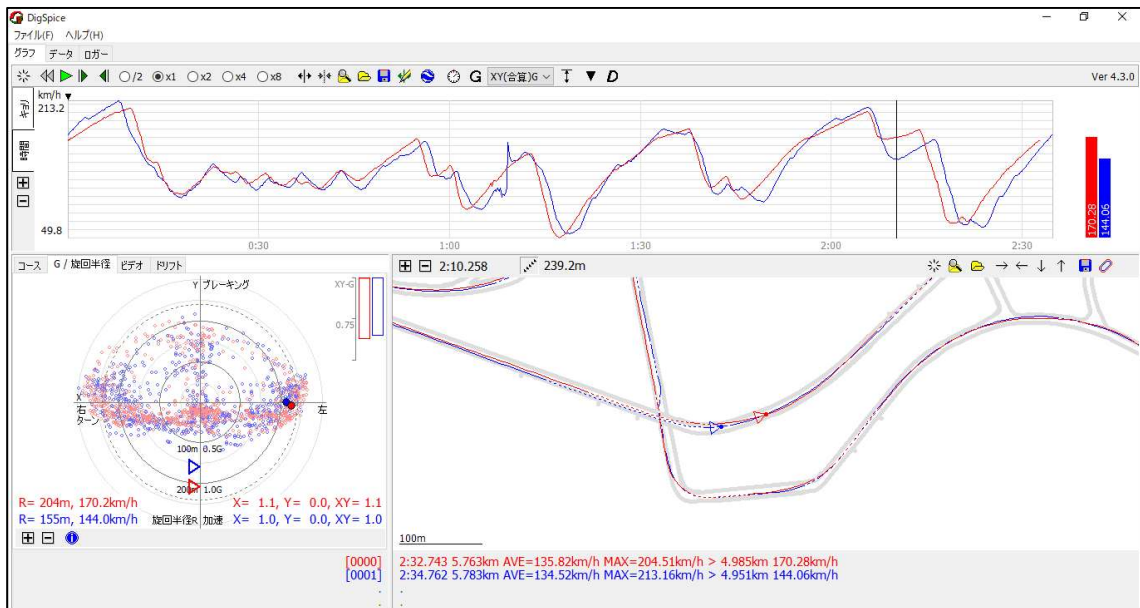 DigSpice
ファイル(F) ヘルプ(H)
グラフ データ ロガー
/2 x1 x2 x4 x8 G XY(合算)G D Ver 4.3.0
キョリ
時間
km/h
213.2
49.8
0:30 1:00 1:30 2:00 2:30
170.28
144.06
コース G / 旋回半径 ビデオ ドリフト
Y ブレーキング
XY-G
0.75
X
右
ターン
左
100m 0.5G
200m 1.0G
R= 204m, 170.2km/h X= 1.1, Y= 0.0, XY= 1.1
R= 155m, 144.0km/h 旋回半径R 加速 X= 1.0, Y= 0.0, XY= 1.0
2:10.258 239.2m
100m
[0000] 2:32.743 5.763km AVE=135.82km/h MAX=204.51km/h > 4.985km 170.28km/h
[0001] 2:34.762 5.783km AVE=134.52km/h MAX=213.16km/h > 4.951km 144.06km/h